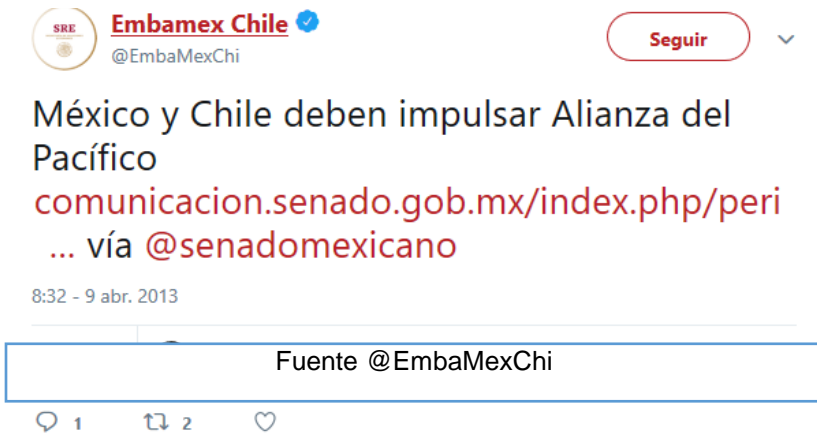 SRE
Embamex Chile
@EmbaMexChi
Seguir
México y Chile deben impulsar Alianza del
Pacífico
comunicacion.senado.gob.mx/index.php/peri
... vía @senadomexicano
8:32 - 9 abr. 2013
Fuente @EmbaMexChi
1 2